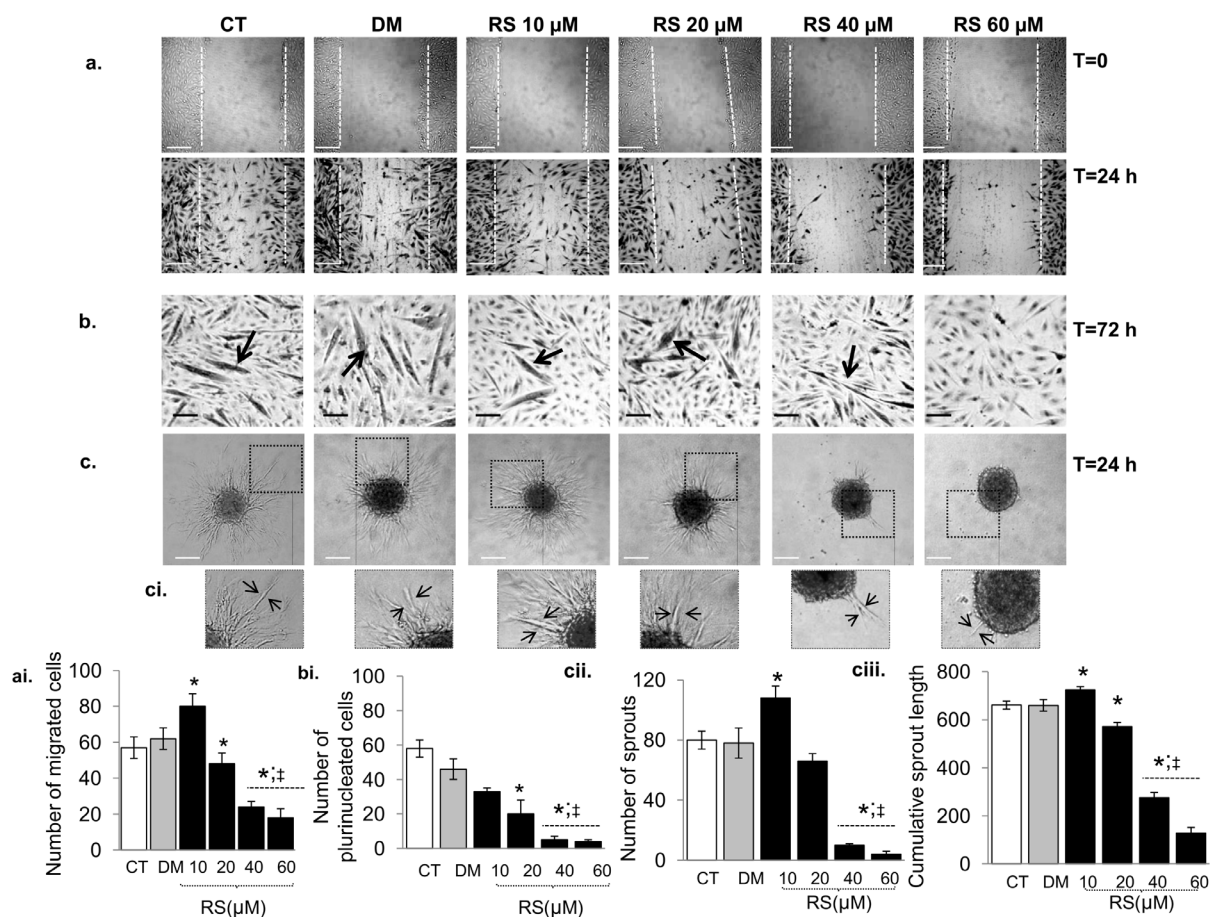 CT DM RS 10 µM RS 20 µM RS 40 µM RS 60 µM
a.
T=0
T=24 h
b.
T=72 h
c.
T=24 h
ci.
ai.
Number of migrated cells
100
80
60
40
20
0
*
*
*;‡
CT DM 10 20 40 60
RS(µM)
bi.
Number of
plurinucleated cells
100
80
60
40
20
0
*
*;‡
CT DM 10 20 40 60
RS(µM)
cii.
Number of sprouts
120
80
40
0
*
*;‡
CT DM 10 20 40 60
RS(µM)
ciii.
Cumulative sprout length
800
600
400
200
0
*
*
*;‡
CT DM 10 20 40 60
RS(µM)